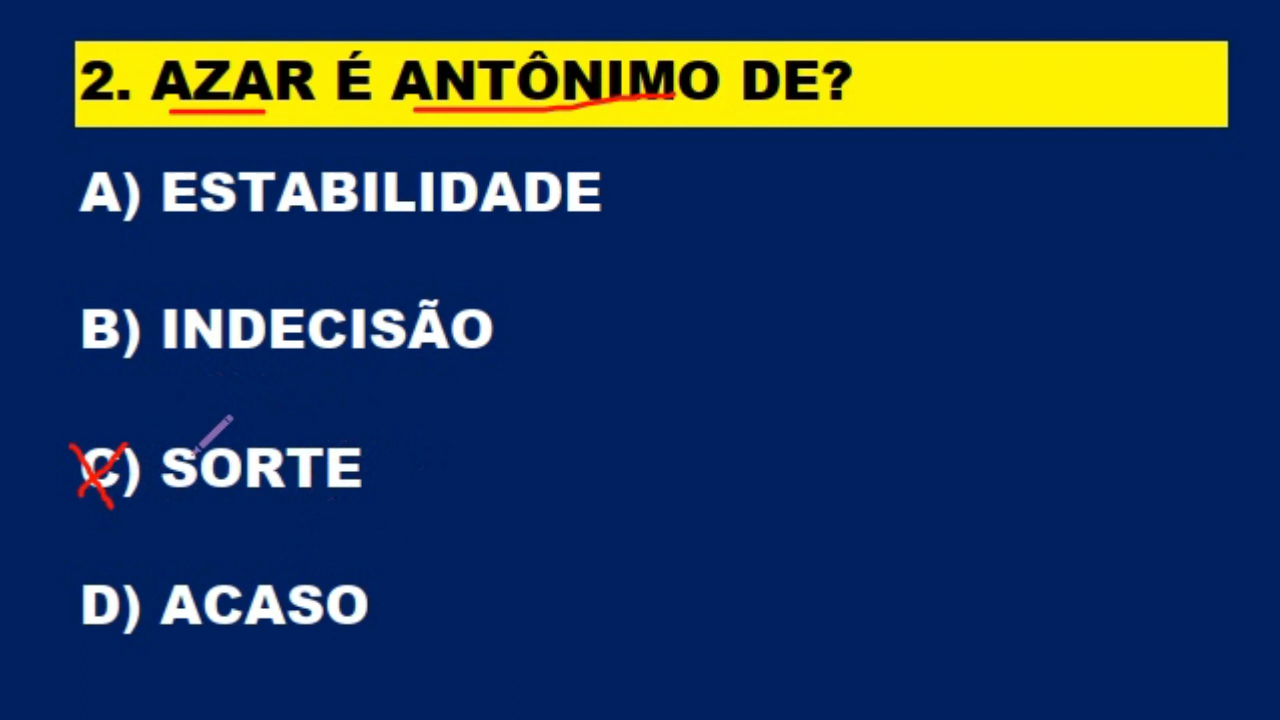 2. AZAR É ANTÔNIMO DE?
A) ESTABILIDADE
B) INDECISÃO
C) SORTE
D) ACASO